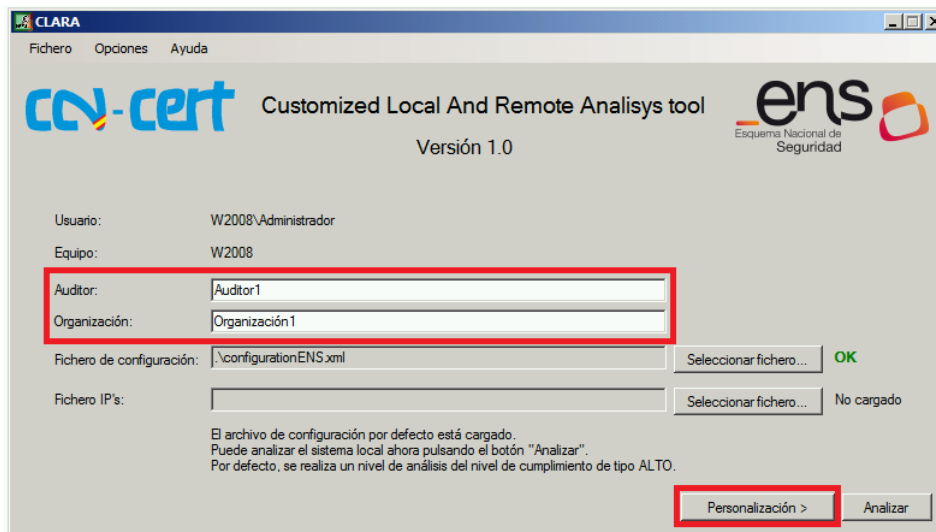 CLARA
Fichero Opciones Ayuda
ccn-cert
Customized Local And Remote Analisys tool
Versión 1.0
ens
Esquema Nacional de
Seguridad
Usuario: W2008\Administrador
Equipo: W2008
Auditor: Auditor1
Organización: Organización1
Fichero de configuración: .\configurationENS.xml Seleccionar fichero... OK
Fichero IP's: Seleccionar fichero... No cargado
El archivo de configuración por defecto está cargado.
Puede analizar el sistema local ahora pulsando el botón "Analizar".
Por defecto, se realiza un nivel de análisis del nivel de cumplimiento de tipo ALTO.
Personalización > Analizar